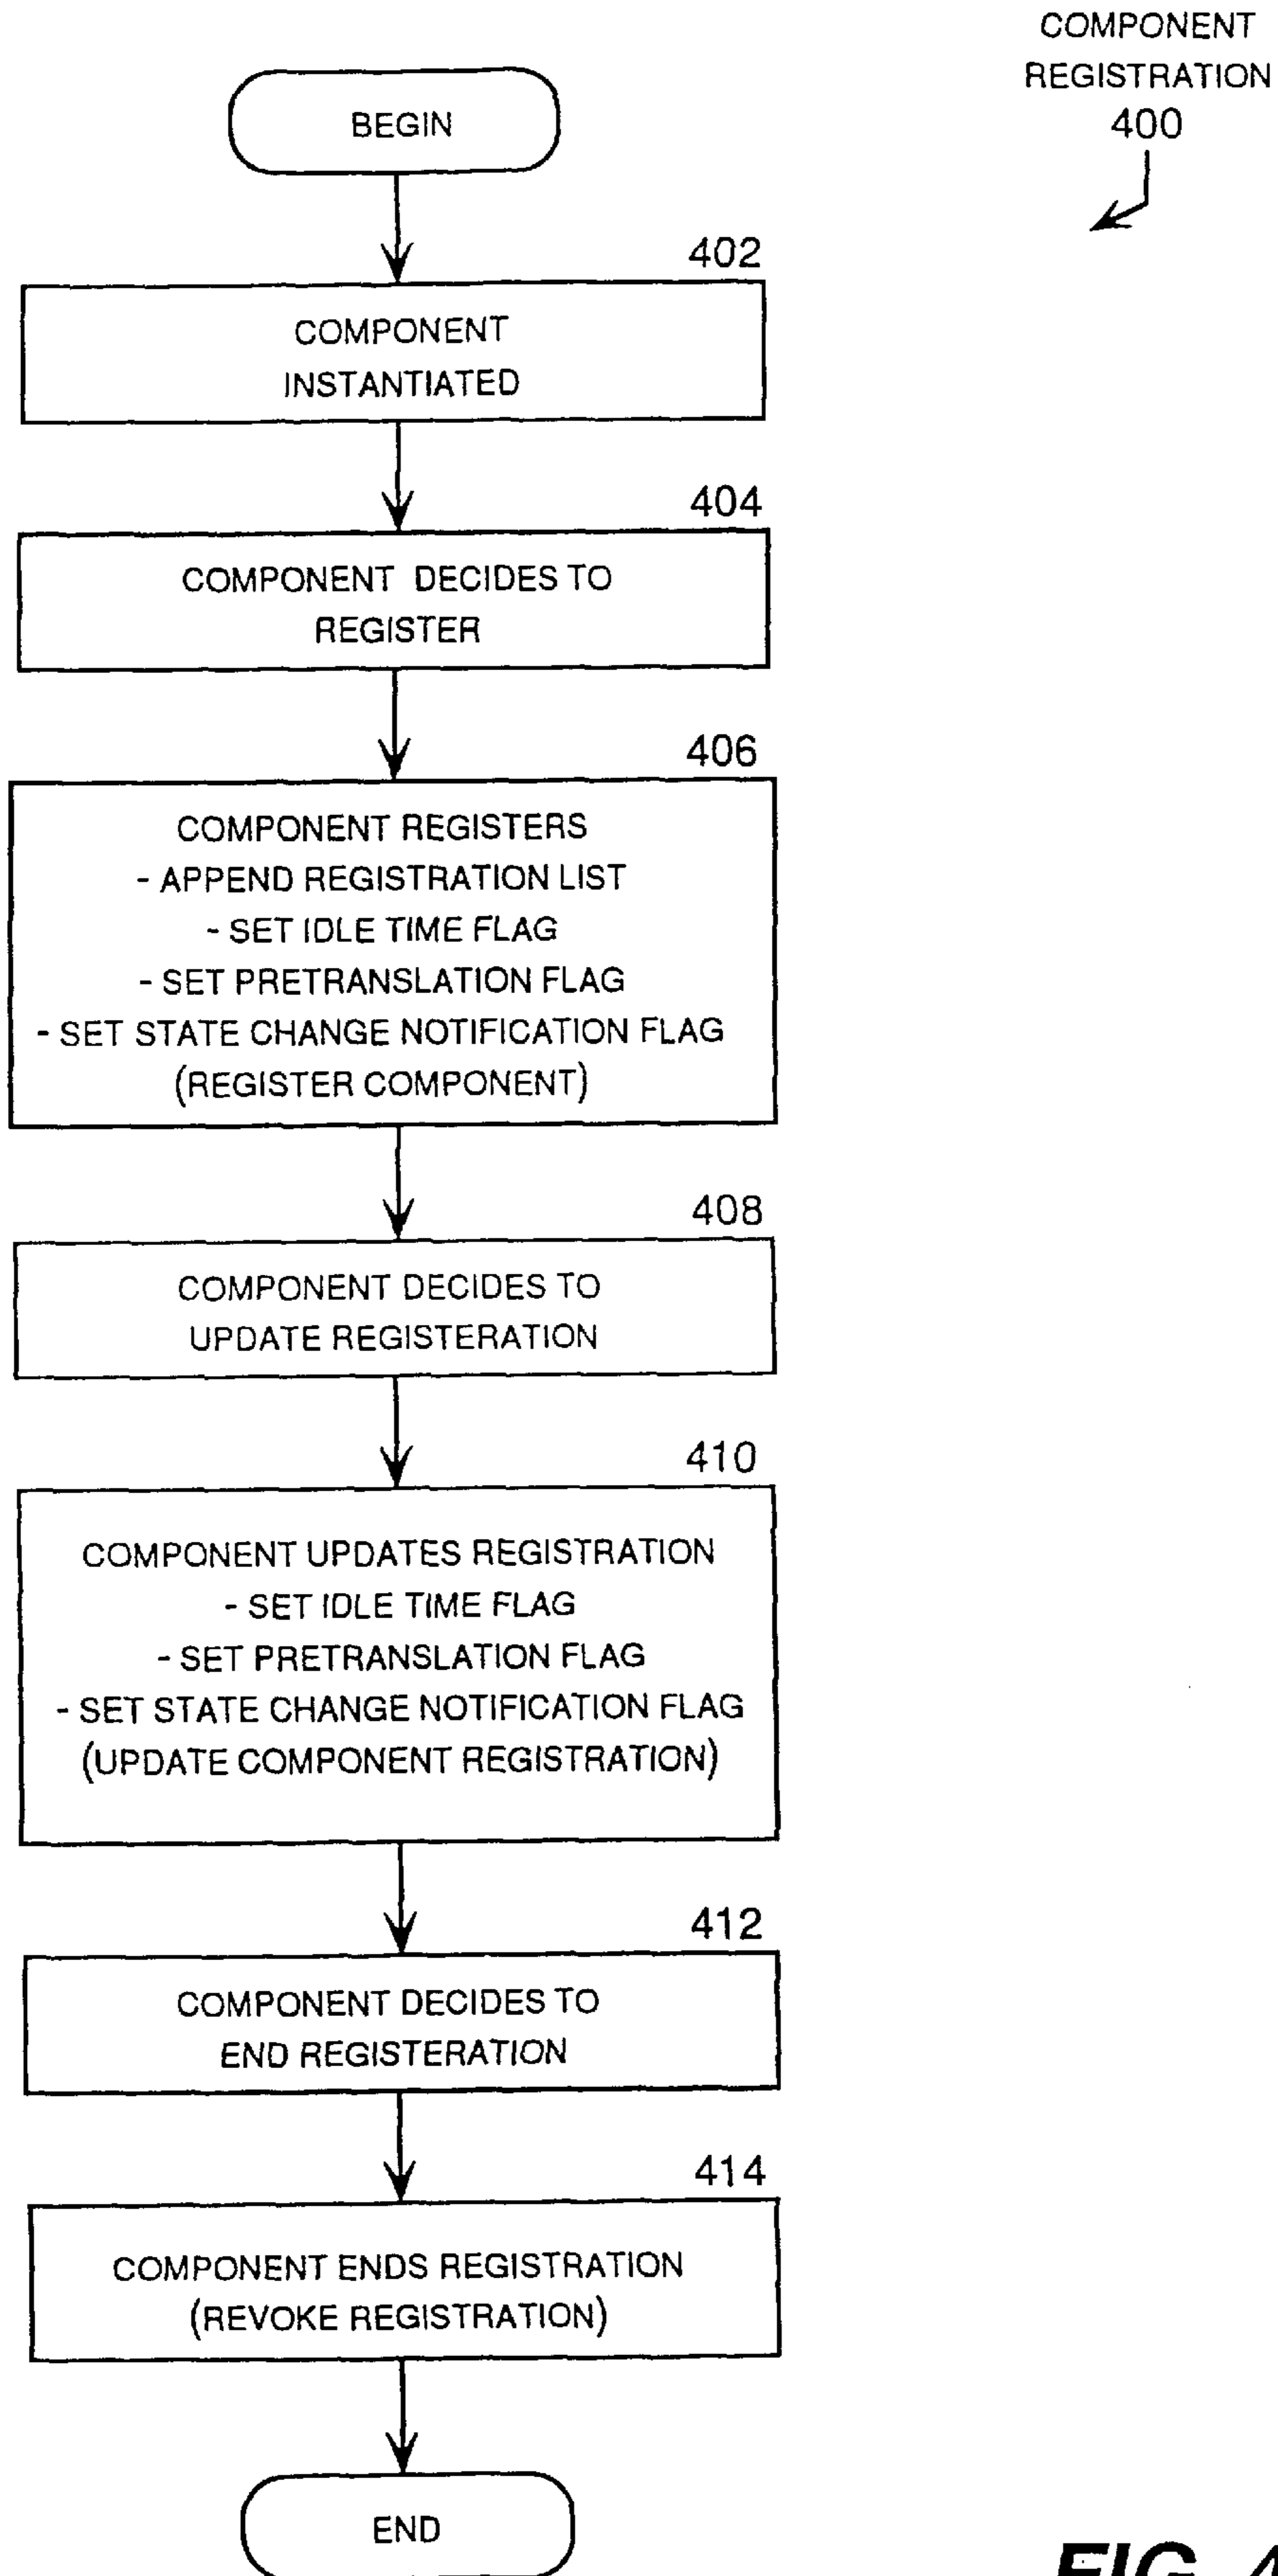 COMPONENT
REGISTRATION
400
BEGIN
402
COMPONENT
INSTANTIATED
404
COMPONENT DECIDES TO
REGISTER
406
COMPONENT REGISTERS
- APPEND REGISTRATION LIST
- SET IDLE TIME FLAG
- SET PRETRANSLATION FLAG
- SET STATE CHANGE NOTIFICATION FLAG
(REGISTER COMPONENT)
408
COMPONENT DECIDES TO
UPDATE REGISTERATION
410
COMPONENT UPDATES REGISTRATION
- SET IDLE TIME FLAG
- SET PRETRANSLATION FLAG
- SET STATE CHANGE NOTIFICATION FLAG
(UPDATE COMPONENT REGISTRATION)
412
COMPONENT DECIDES TO
END REGISTERATION
414
COMPONENT ENDS REGISTRATION
(REVOKE REGISTRATION)
END
FIG. 4